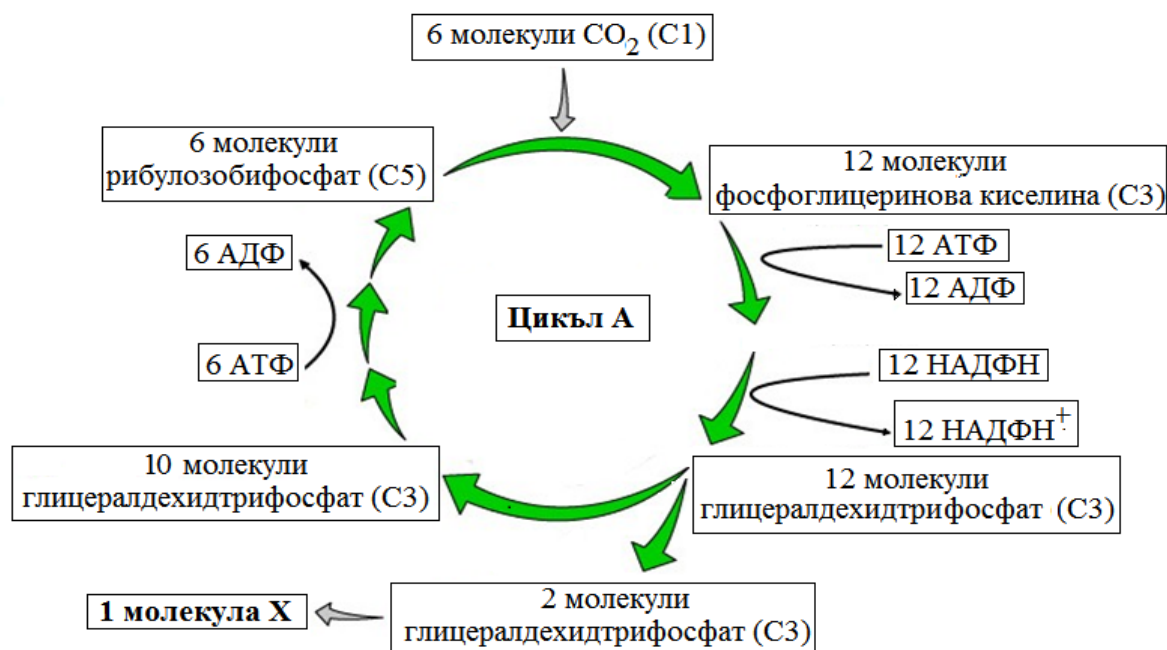 6 молекули CO₂ (C1)
6 молекули
рибулозобифосфат (C5)
12 молекули
фосфоглицеринова киселина (C3)
6 АДФ
12 АТФ
12 АДФ
Цикъл А
6 АТФ
12 НАДФН
12 НАДФН⁺
10 молекули
глицералдехидтрифосфат (C3)
12 молекули
глицералдехидтрифосфат (C3)
1 молекула X
2 молекули
глицералдехидтрифосфат (C3)